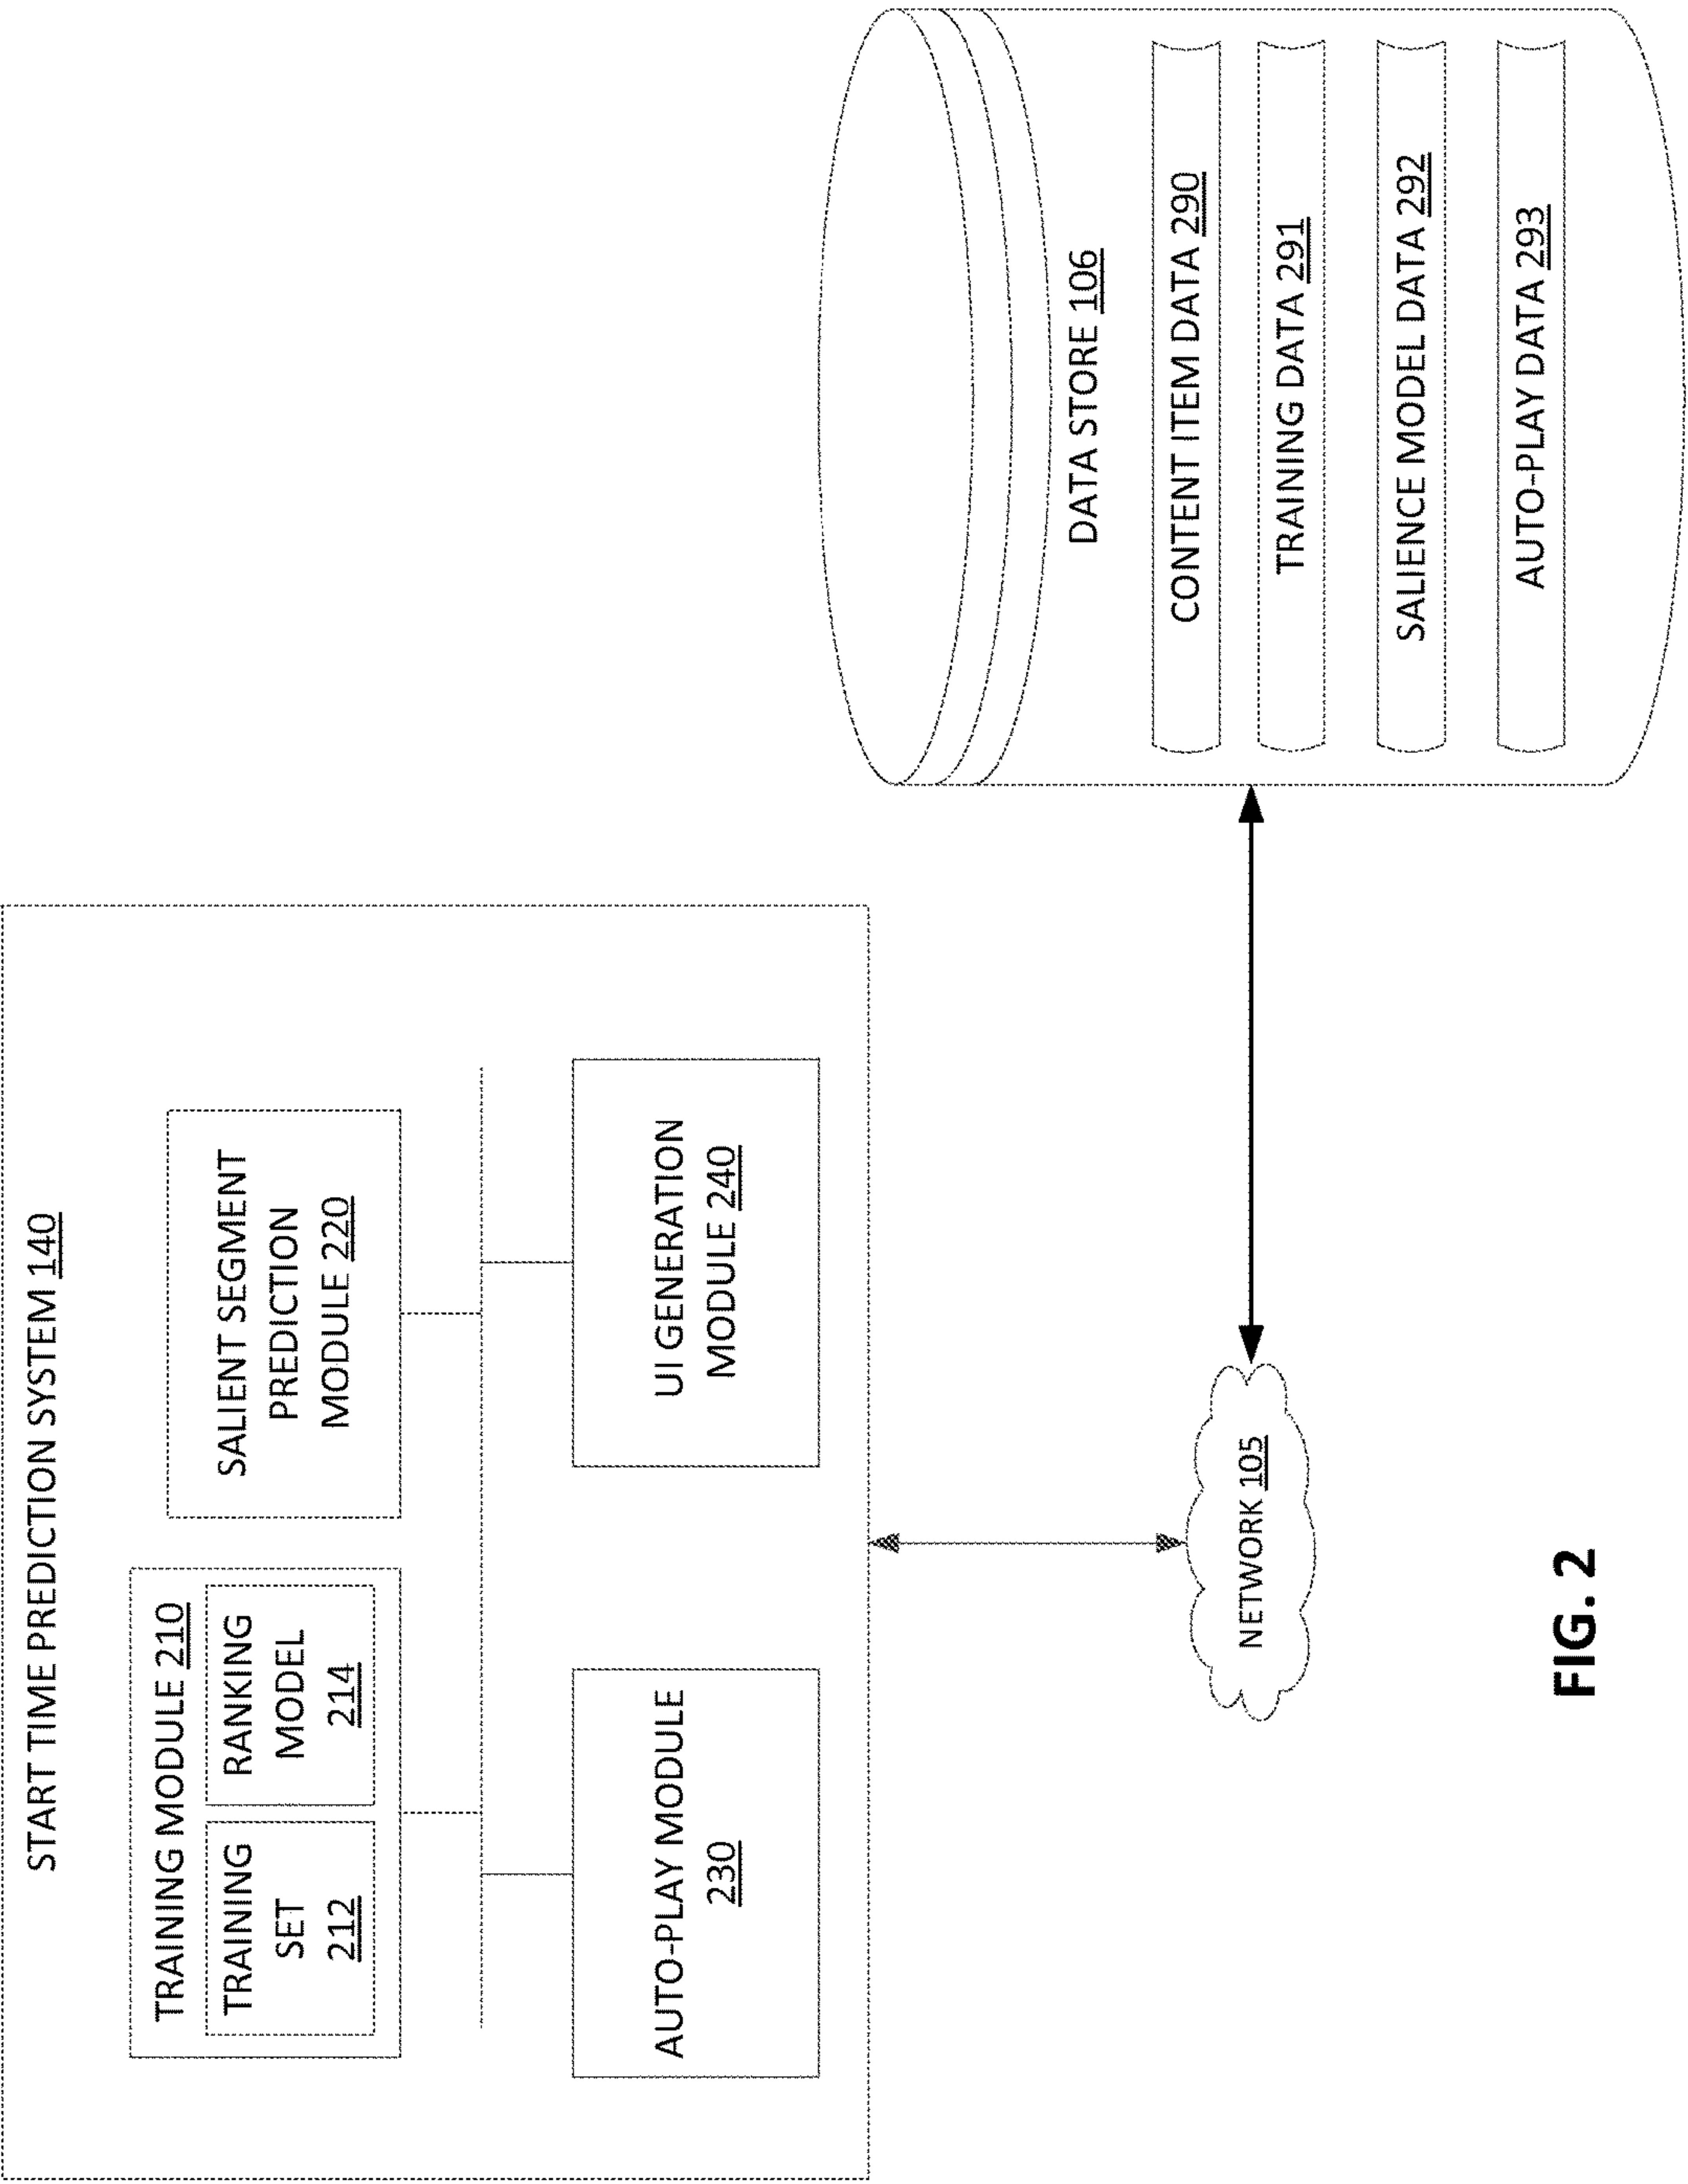 START TIME PREDICTION SYSTEM 140
TRAINING MODULE 210
TRAINING
SET
212
RANKING
MODEL
214
SALIENT SEGMENT
PREDICTION
MODULE 220
AUTO-PLAY MODULE
230
UI GENERATION
MODULE 240
NETWORK 105
DATA STORE 106
CONTENT ITEM DATA 290
TRAINING DATA 291
SALIENCE MODEL DATA 292
AUTO-PLAY DATA 293
FIG. 2